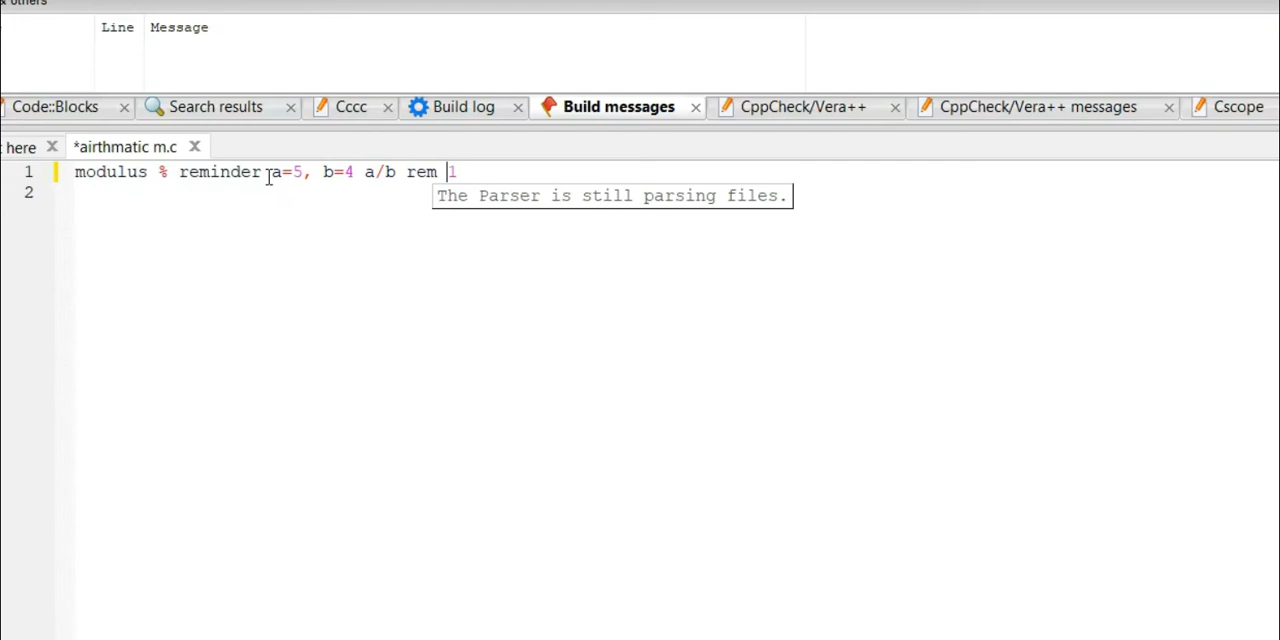 & others
Line Message
Code::Blocks Search results Cccc Build log Build messages CppCheck/Vera++ CppCheck/Vera++ messages Cscope
here *airthmatic m.c
1 modulus % reminder a=5, b=4 a/b rem 1
The Parser is still parsing files.
2